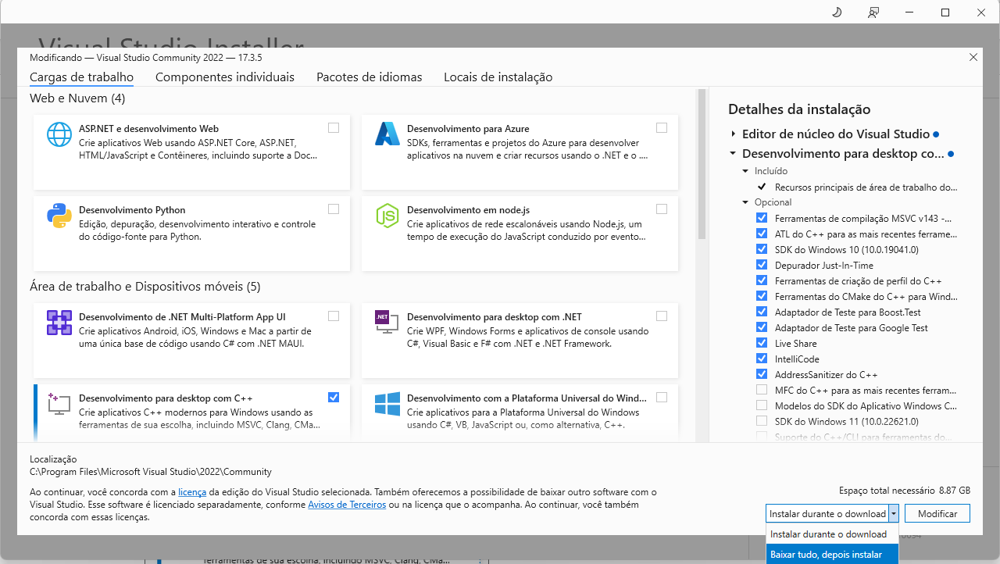 Visual Studio Installer
Modificando — Visual Studio Community 2022 — 17.3.5
Cargas de trabalho
Componentes individuais
Pacotes de idiomas
Locais de instalação
Web e Nuvem (4)
ASP.NET e desenvolvimento Web
Crie aplicativos Web usando ASP.NET Core, ASP.NET,
HTML/JavaScript e Contêineres, incluindo suporte a Doc...
Desenvolvimento para Azure
SDKs, ferramentas e projetos do Azure para desenvolver
aplicativos na nuvem e criar recursos usando o .NET e o ....
Desenvolvimento Python
Edição, depuração, desenvolvimento interativo e controle
do código-fonte para Python.
JS
Desenvolvimento em node.js
Crie aplicativos de rede escalonáveis usando Node.js, um
tempo de execução do JavaScript conduzido por evento...
Área de trabalho e Dispositivos móveis (5)
Desenvolvimento de .NET Multi-Platform App UI
Crie aplicativos Android, iOS, Windows e Mac a partir de
uma única base de código usando C# com .NET MAUI.
.NET
Desenvolvimento para desktop com .NET
Crie WPF, Windows Forms e aplicativos de console usando
C#, Visual Basic e F# com .NET e .NET Framework.
Desenvolvimento para desktop com C++
Crie aplicativos C++ modernos para Windows usando as
ferramentas de sua escolha, incluindo MSVC, Clang, CMa...
Desenvolvimento com a Plataforma Universal do Wind...
Crie aplicativos para a Plataforma Universal do Windows
usando C#, VB, JavaScript ou, como alternativa, C++.
Detalhes da instalação
Editor de núcleo do Visual Studio
Desenvolvimento para desktop co...
Incluído
Recursos principais de área de trabalho do...
Opcional
Ferramentas de compilação MSVC v143 -...
ATL do C++ para as mais recentes ferrame...
SDK do Windows 10 (10.0.19041.0)
Depurador Just-In-Time
Ferramentas de criação de perfil do C++
Ferramentas do CMake do C++ para Wind...
Adaptador de Teste para Boost.Test
Adaptador de Teste para Google Test
Live Share
IntelliCode
AddressSanitizer do C++
MFC do C++ para as mais recentes ferram...
Modelos do SDK do Aplicativo Windows C...
SDK do Windows 11 (10.0.22621.0)
Suporte do C++/CLI para ferramentas do...
Localização
C:\Program Files\Microsoft Visual Studio\2022\Community
Ao continuar, você concorda com a licença da edição do Visual Studio selecionada. Também oferecemos a possibilidade de baixar outro software com o
Visual Studio. Esse software é licenciado separadamente, conforme Avisos de Terceiros ou na licença que o acompanha. Ao continuar, você também
concorda com essas licenças.
Espaço total necessário 8.87 GB
Instalar durante o download
Modificar
Instalar durante o download
Baixar tudo, depois instalar
ferramentas de sua escolha, incluindo MSVC, Clang, CMa...